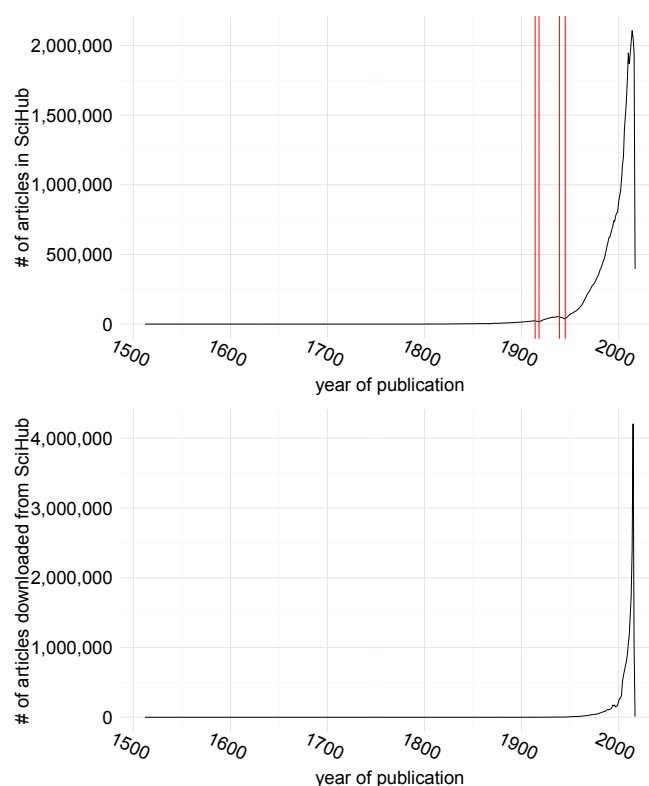 # of articles in SciHub
2,000,000
1,500,000
1,000,000
500,000
0
1500 1600 1700 1800 1900 2000
year of publication
# of articles downloaded from SciHub
4,000,000
3,000,000
2,000,000
1,000,000
0
1500 1600 1700 1800 1900 2000
year of publication